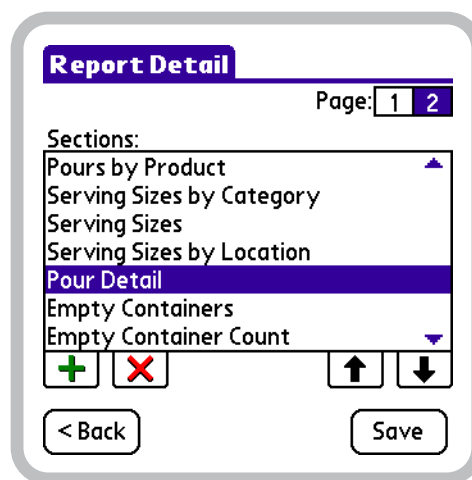 Report Detail
Page: 1 2
Sections:
Pours by Product
Serving Sizes by Category
Serving Sizes
Serving Sizes by Location
Pour Detail
Empty Containers
Empty Container Count
< Back Save